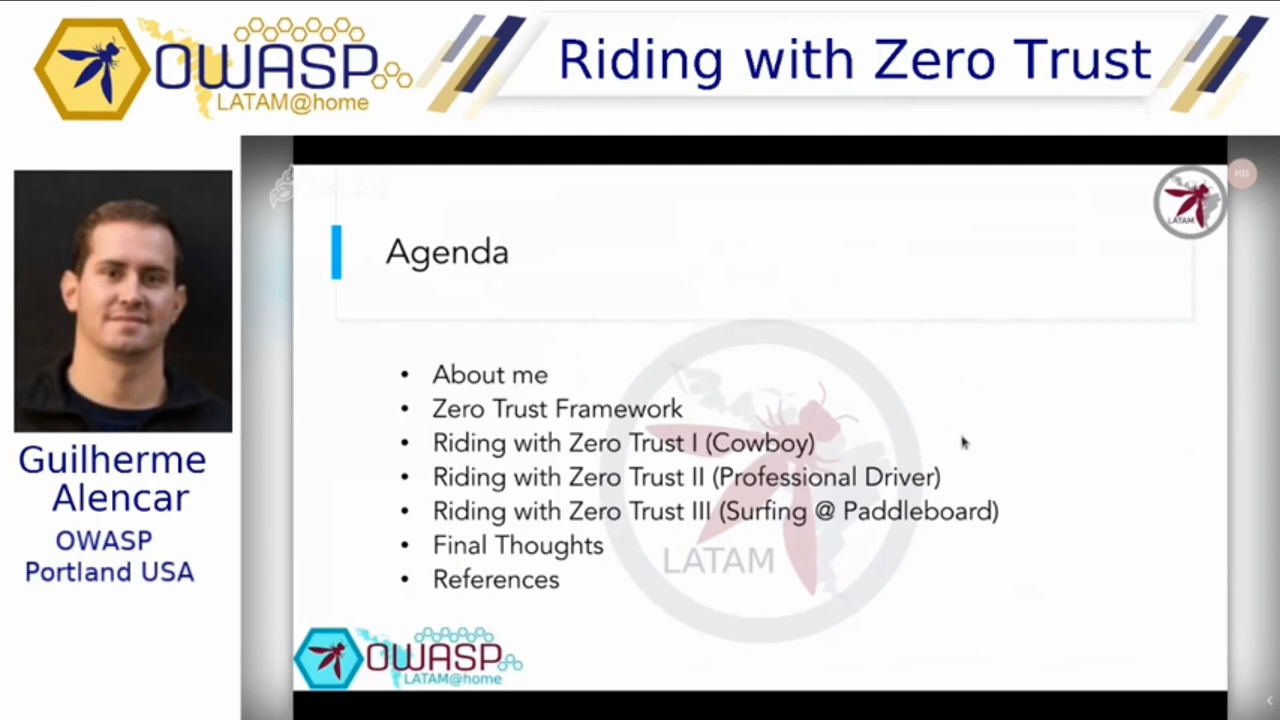 OWASP
LATAM@home
Riding with Zero Trust
HD
LATAM
Agenda
• About me
• Zero Trust Framework
• Riding with Zero Trust I (Cowboy)
• Riding with Zero Trust II (Professional Driver)
• Riding with Zero Trust III (Surfing @ Paddleboard)
• Final Thoughts
• References
LATAM
Guilherme
Alencar
OWASP
Portland USA
OWASP
LATAM@home